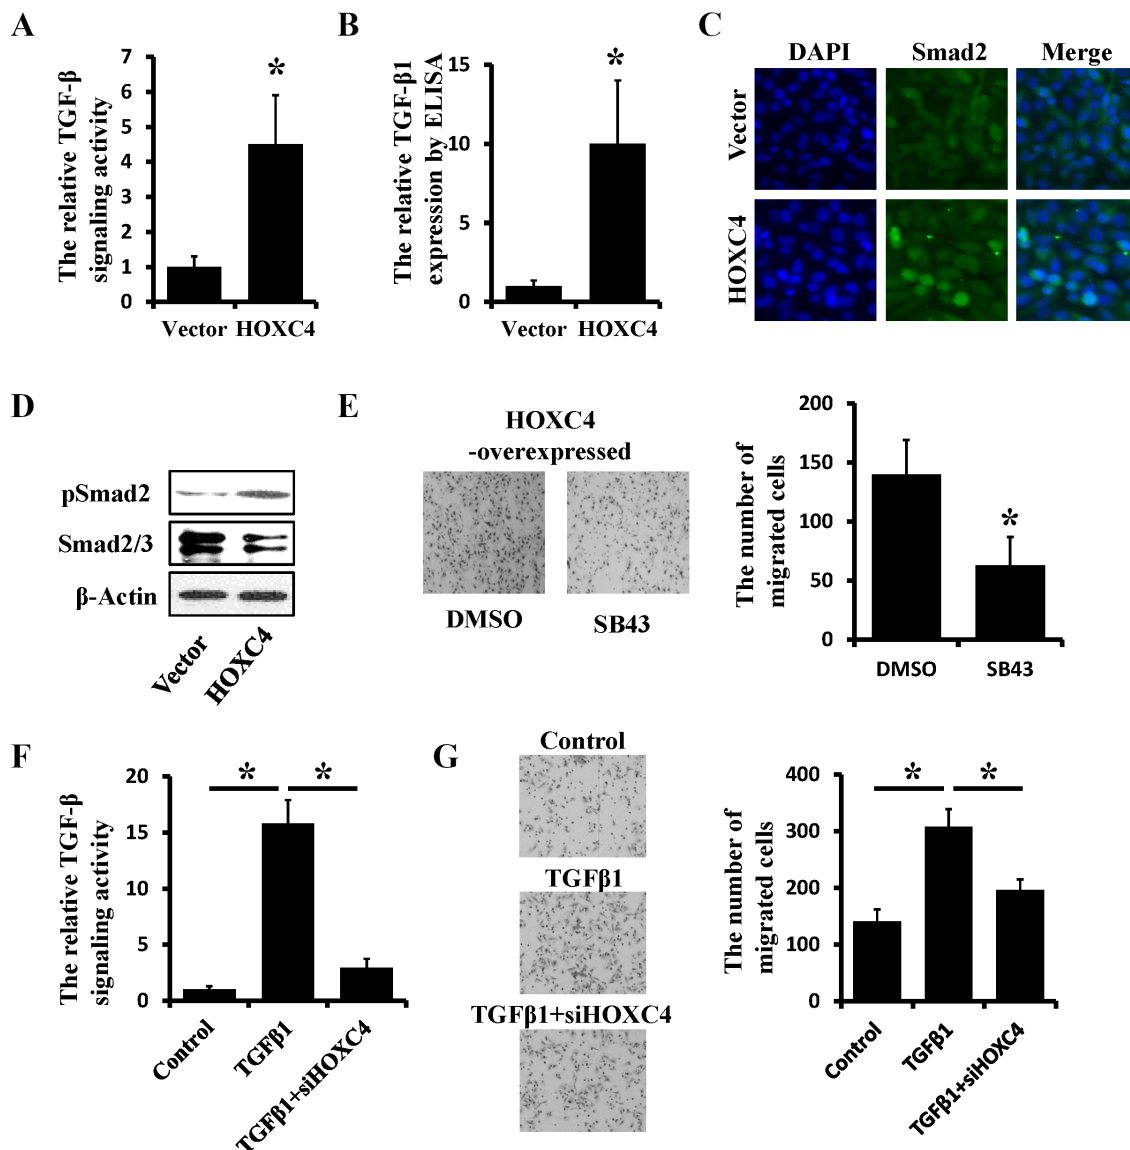 A
The relative TGF-β
signaling activity
7
6
5
4
3
2
1
0
*
Vector HOXC4
B
The relative TGF-β1
expression by ELISA
15
10
5
0
*
Vector HOXC4
C
DAPI Smad2 Merge
Vector
HOXC4
D
pSmad2
Smad2/3
β-Actin
Vector HOXC4
E
HOXC4
-overexpressed
DMSO SB43
The number of
migrated cells
200
150
100
50
0
*
DMSO SB43
F
The relative TGF-β
signaling activity
20
15
10
5
0
* *
Control TGFβ1 TGFβ1+siHOXC4
G
Control
TGFβ1
TGFβ1+siHOXC4
The number of
migrated cells
400
300
200
100
0
* *
Control TGFβ1 TGFβ1+siHOXC4